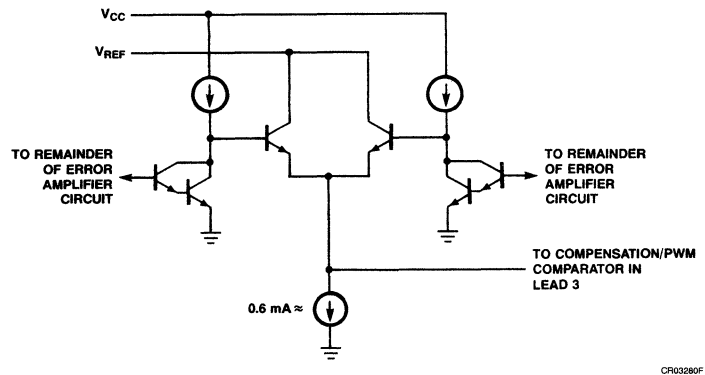 VCC
VREF
TO REMAINDER
OF ERROR
AMPLIFIER
CIRCUIT
TO REMAINDER
OF ERROR
AMPLIFIER
CIRCUIT
TO COMPENSATION/PWM
COMPARATOR IN
LEAD 3
0.6 mA ≈
CR03280F